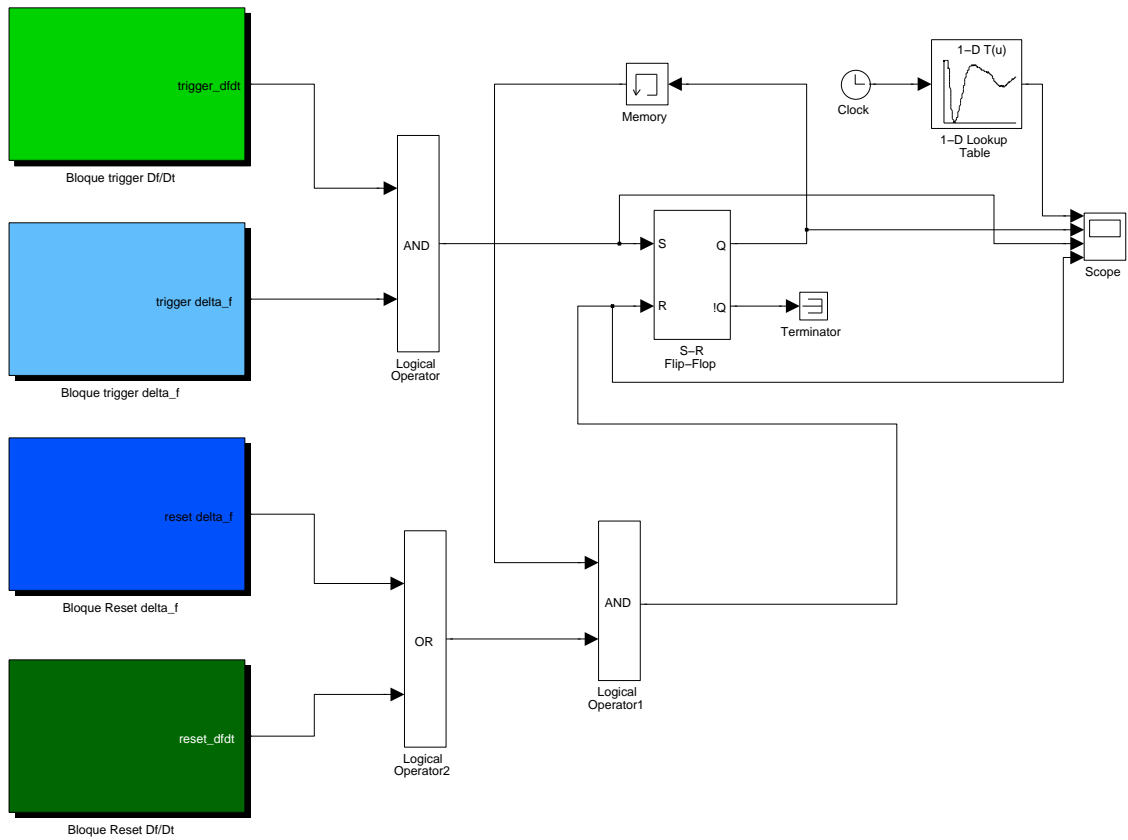 trigger_dfdt
Bloque trigger Df/Dt
trigger delta_f
Bloque trigger delta_f
reset delta_f
Bloque Reset delta_f
reset_dfdt
Bloque Reset Df/Dt
AND
Logical
Operator
OR
Logical
Operator2
AND
Logical
Operator1
Memory
S
R
Q
!Q
S−R
Flip−Flop
Terminator
Clock
1−D T(u)
1−D Lookup
Table
Scope